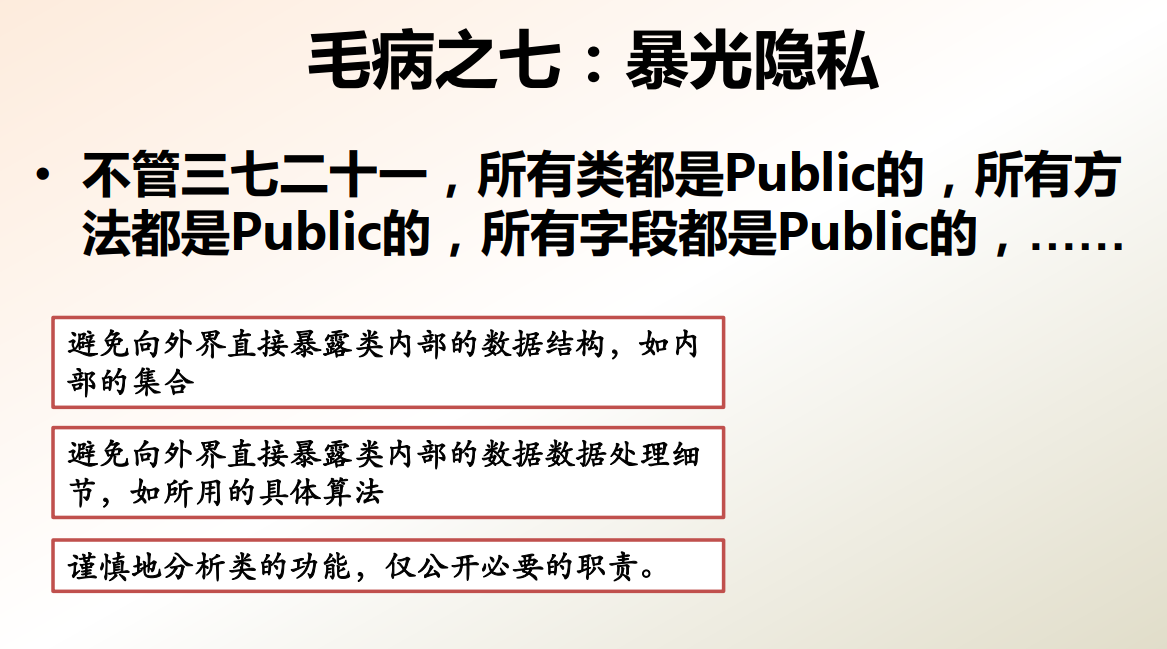 毛病之七：暴光隐私
• 不管三七二十一，所有类都是Public的，所有方
法都是Public的，所有字段都是Public的，……
避免向外界直接暴露类内部的数据结构，如内
部的集合
避免向外界直接暴露类内部的数据数据处理细
节，如所用的具体算法
谨慎地分析类的功能，仅公开必要的职责。